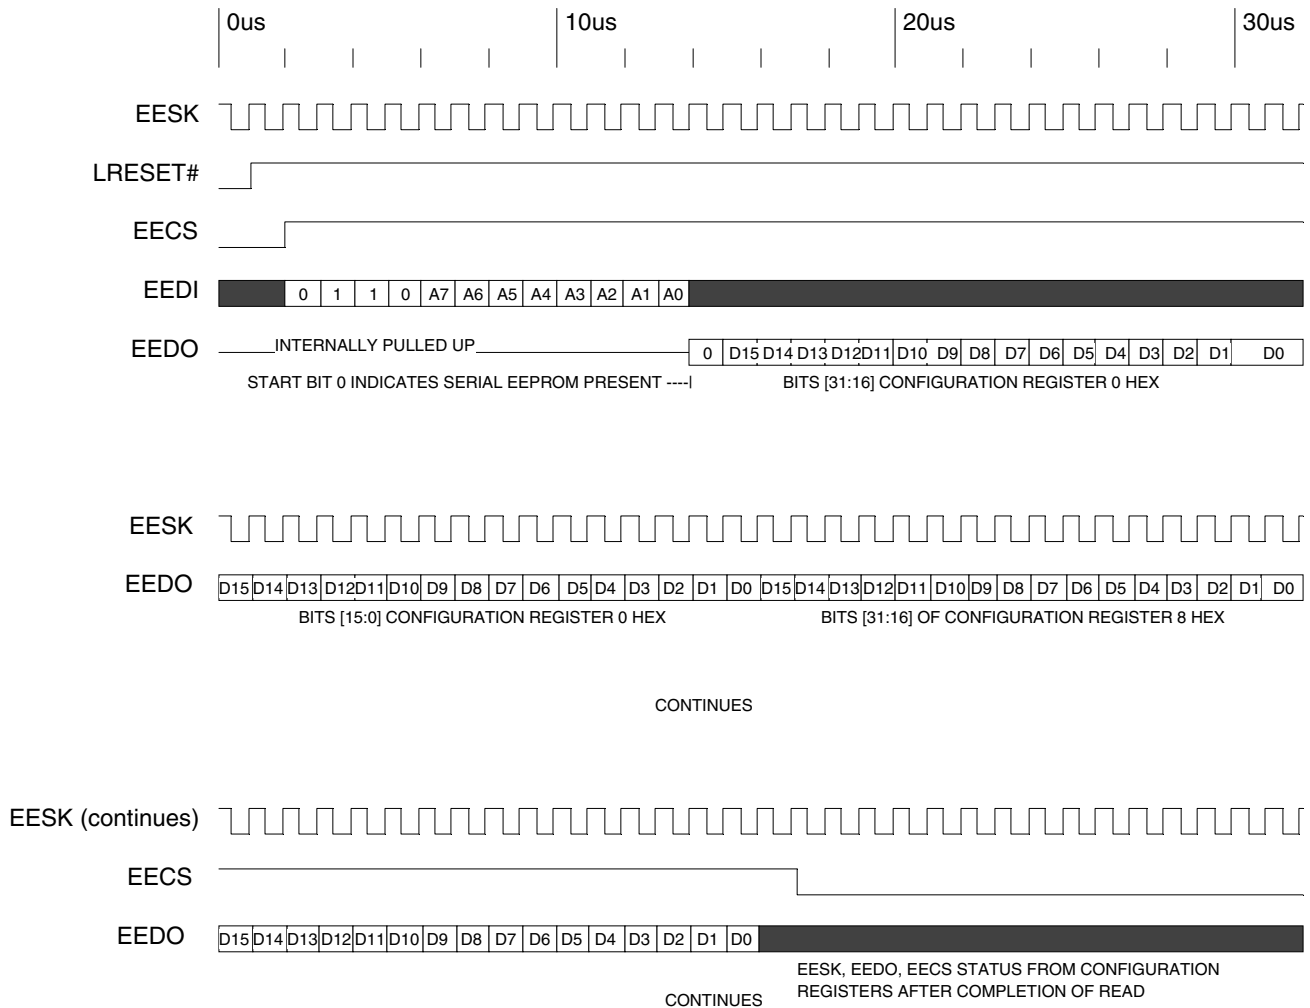 0us 10us 20us 30us
EESK
LRESET#
EECS
EEDI 0 1 1 0 A7 A6 A5 A4 A3 A2 A1 A0
EEDO INTERNALLY PULLED UP 0 D15 D14 D13 D12 D11 D10 D9 D8 D7 D6 D5 D4 D3 D2 D1 D0
START BIT 0 INDICATES SERIAL EEPROM PRESENT ----| BITS [31:16] CONFIGURATION REGISTER 0 HEX
EESK
EEDO D15 D14 D13 D12 D11 D10 D9 D8 D7 D6 D5 D4 D3 D2 D1 D0 D15 D14 D13 D12 D11 D10 D9 D8 D7 D6 D5 D4 D3 D2 D1 D0
BITS [15:0] CONFIGURATION REGISTER 0 HEX BITS [31:16] OF CONFIGURATION REGISTER 8 HEX
CONTINUES
EESK (continues)
EECS
EEDO D15 D14 D13 D12 D11 D10 D9 D8 D7 D6 D5 D4 D3 D2 D1 D0
EESK, EEDO, EECS STATUS FROM CONFIGURATION
REGISTERS AFTER COMPLETION OF READ
CONTINUES